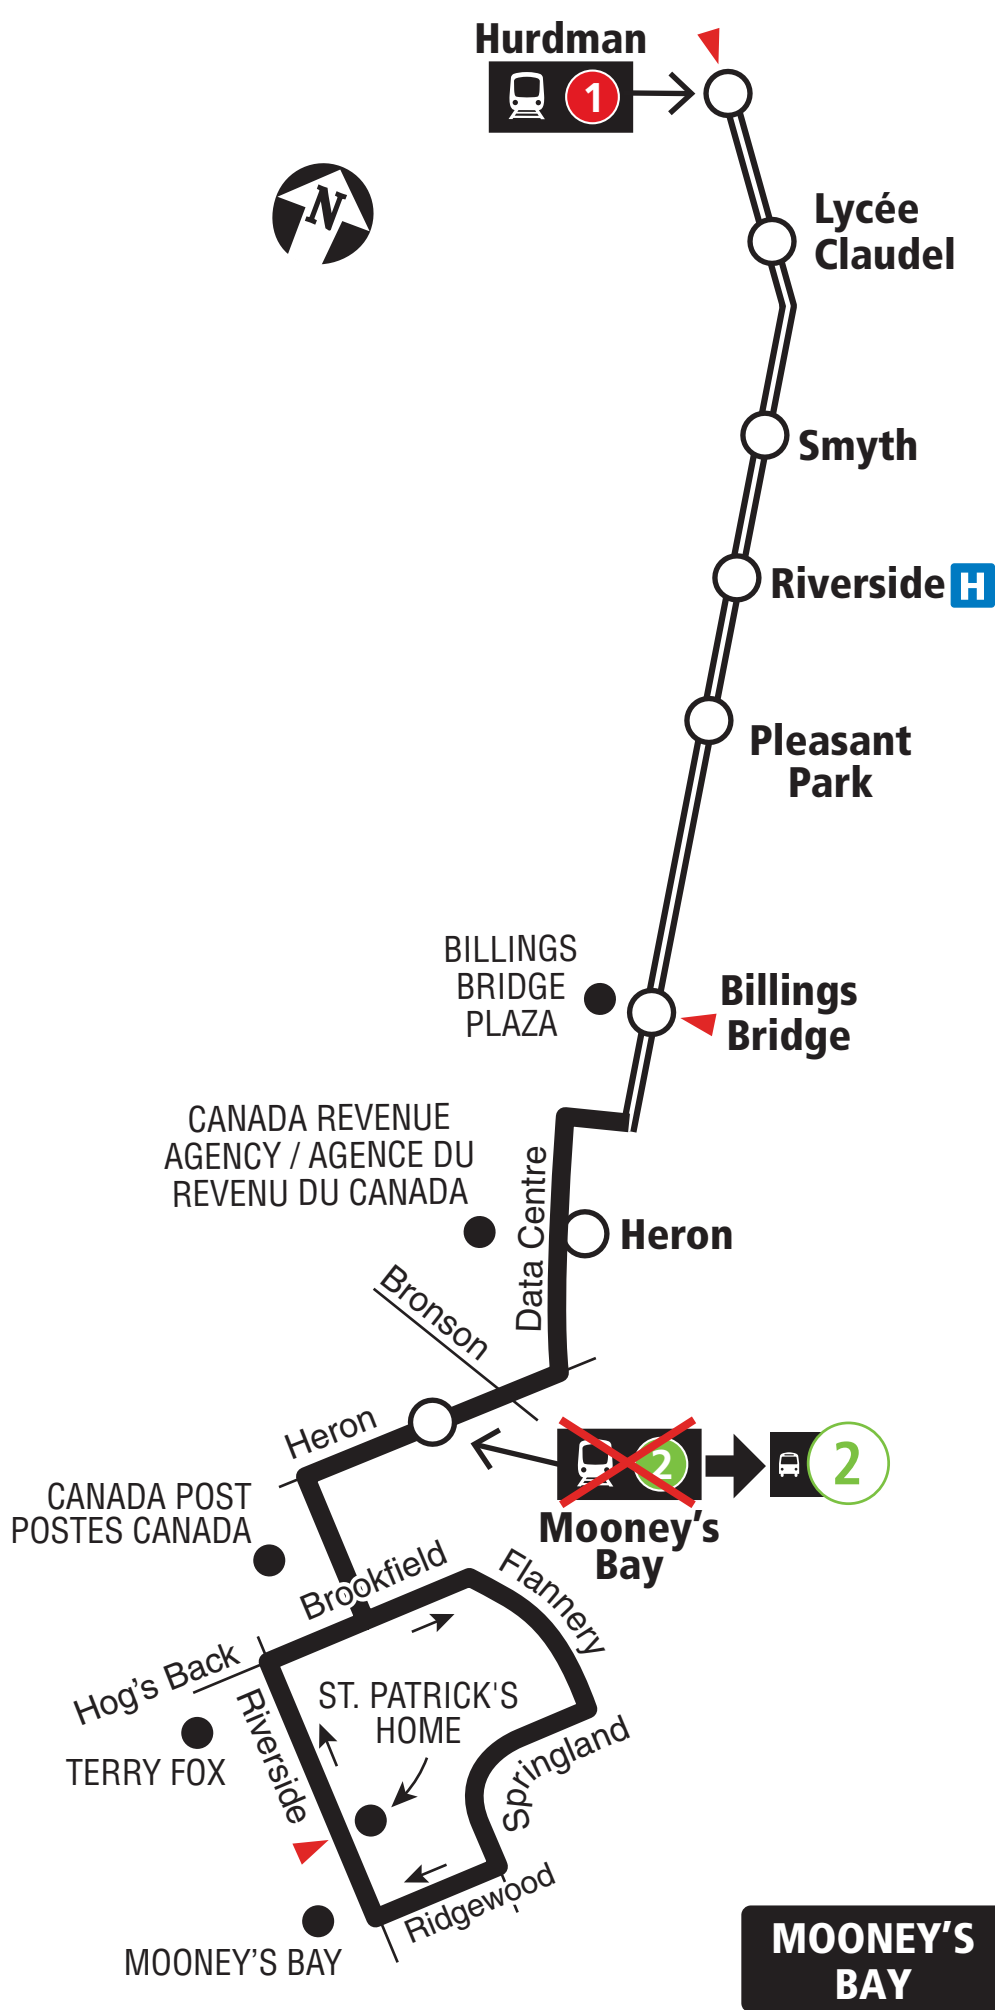 Hurdman
1
N
Lycée
Claudel
Smyth
Riverside H
Pleasant
Park
BILLINGS
BRIDGE
PLAZA
Billings
Bridge
CANADA REVENUE
AGENCY / AGENCE DU
REVENU DU CANADA
Data Centre
Heron
Bronson
Heron
2
2
Mooney's
Bay
CANADA POST
POSTES CANADA
Brookfield
Flannery
Hog's Back
Riverside
ST. PATRICK'S
HOME
Springland
TERRY FOX
Ridgewood
MOONEY'S BAY
MOONEY'S
BAY